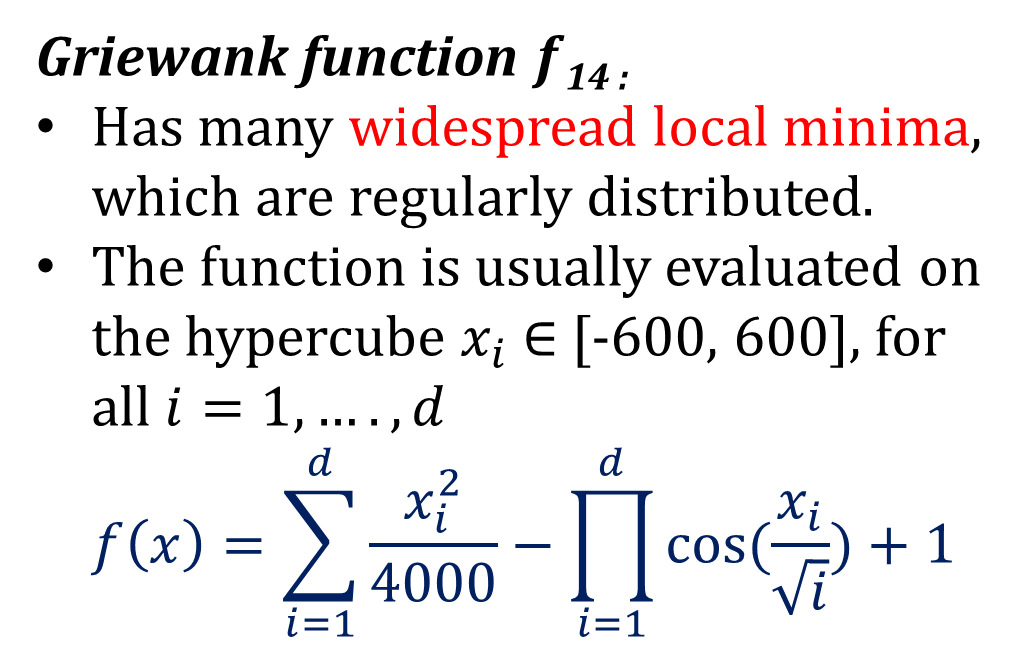 Griewank function f₁₄ :
• Has many widespread local minima,
which are regularly distributed.
• The function is usually evaluated on
the hypercube xᵢ ∈ [-600, 600], for
all i = 1, … . , d
f(x) = ∑_{i=1}^{d} x_i^2/4000 − ∏_{i=1}^{d} cos(x_i/√i) + 1